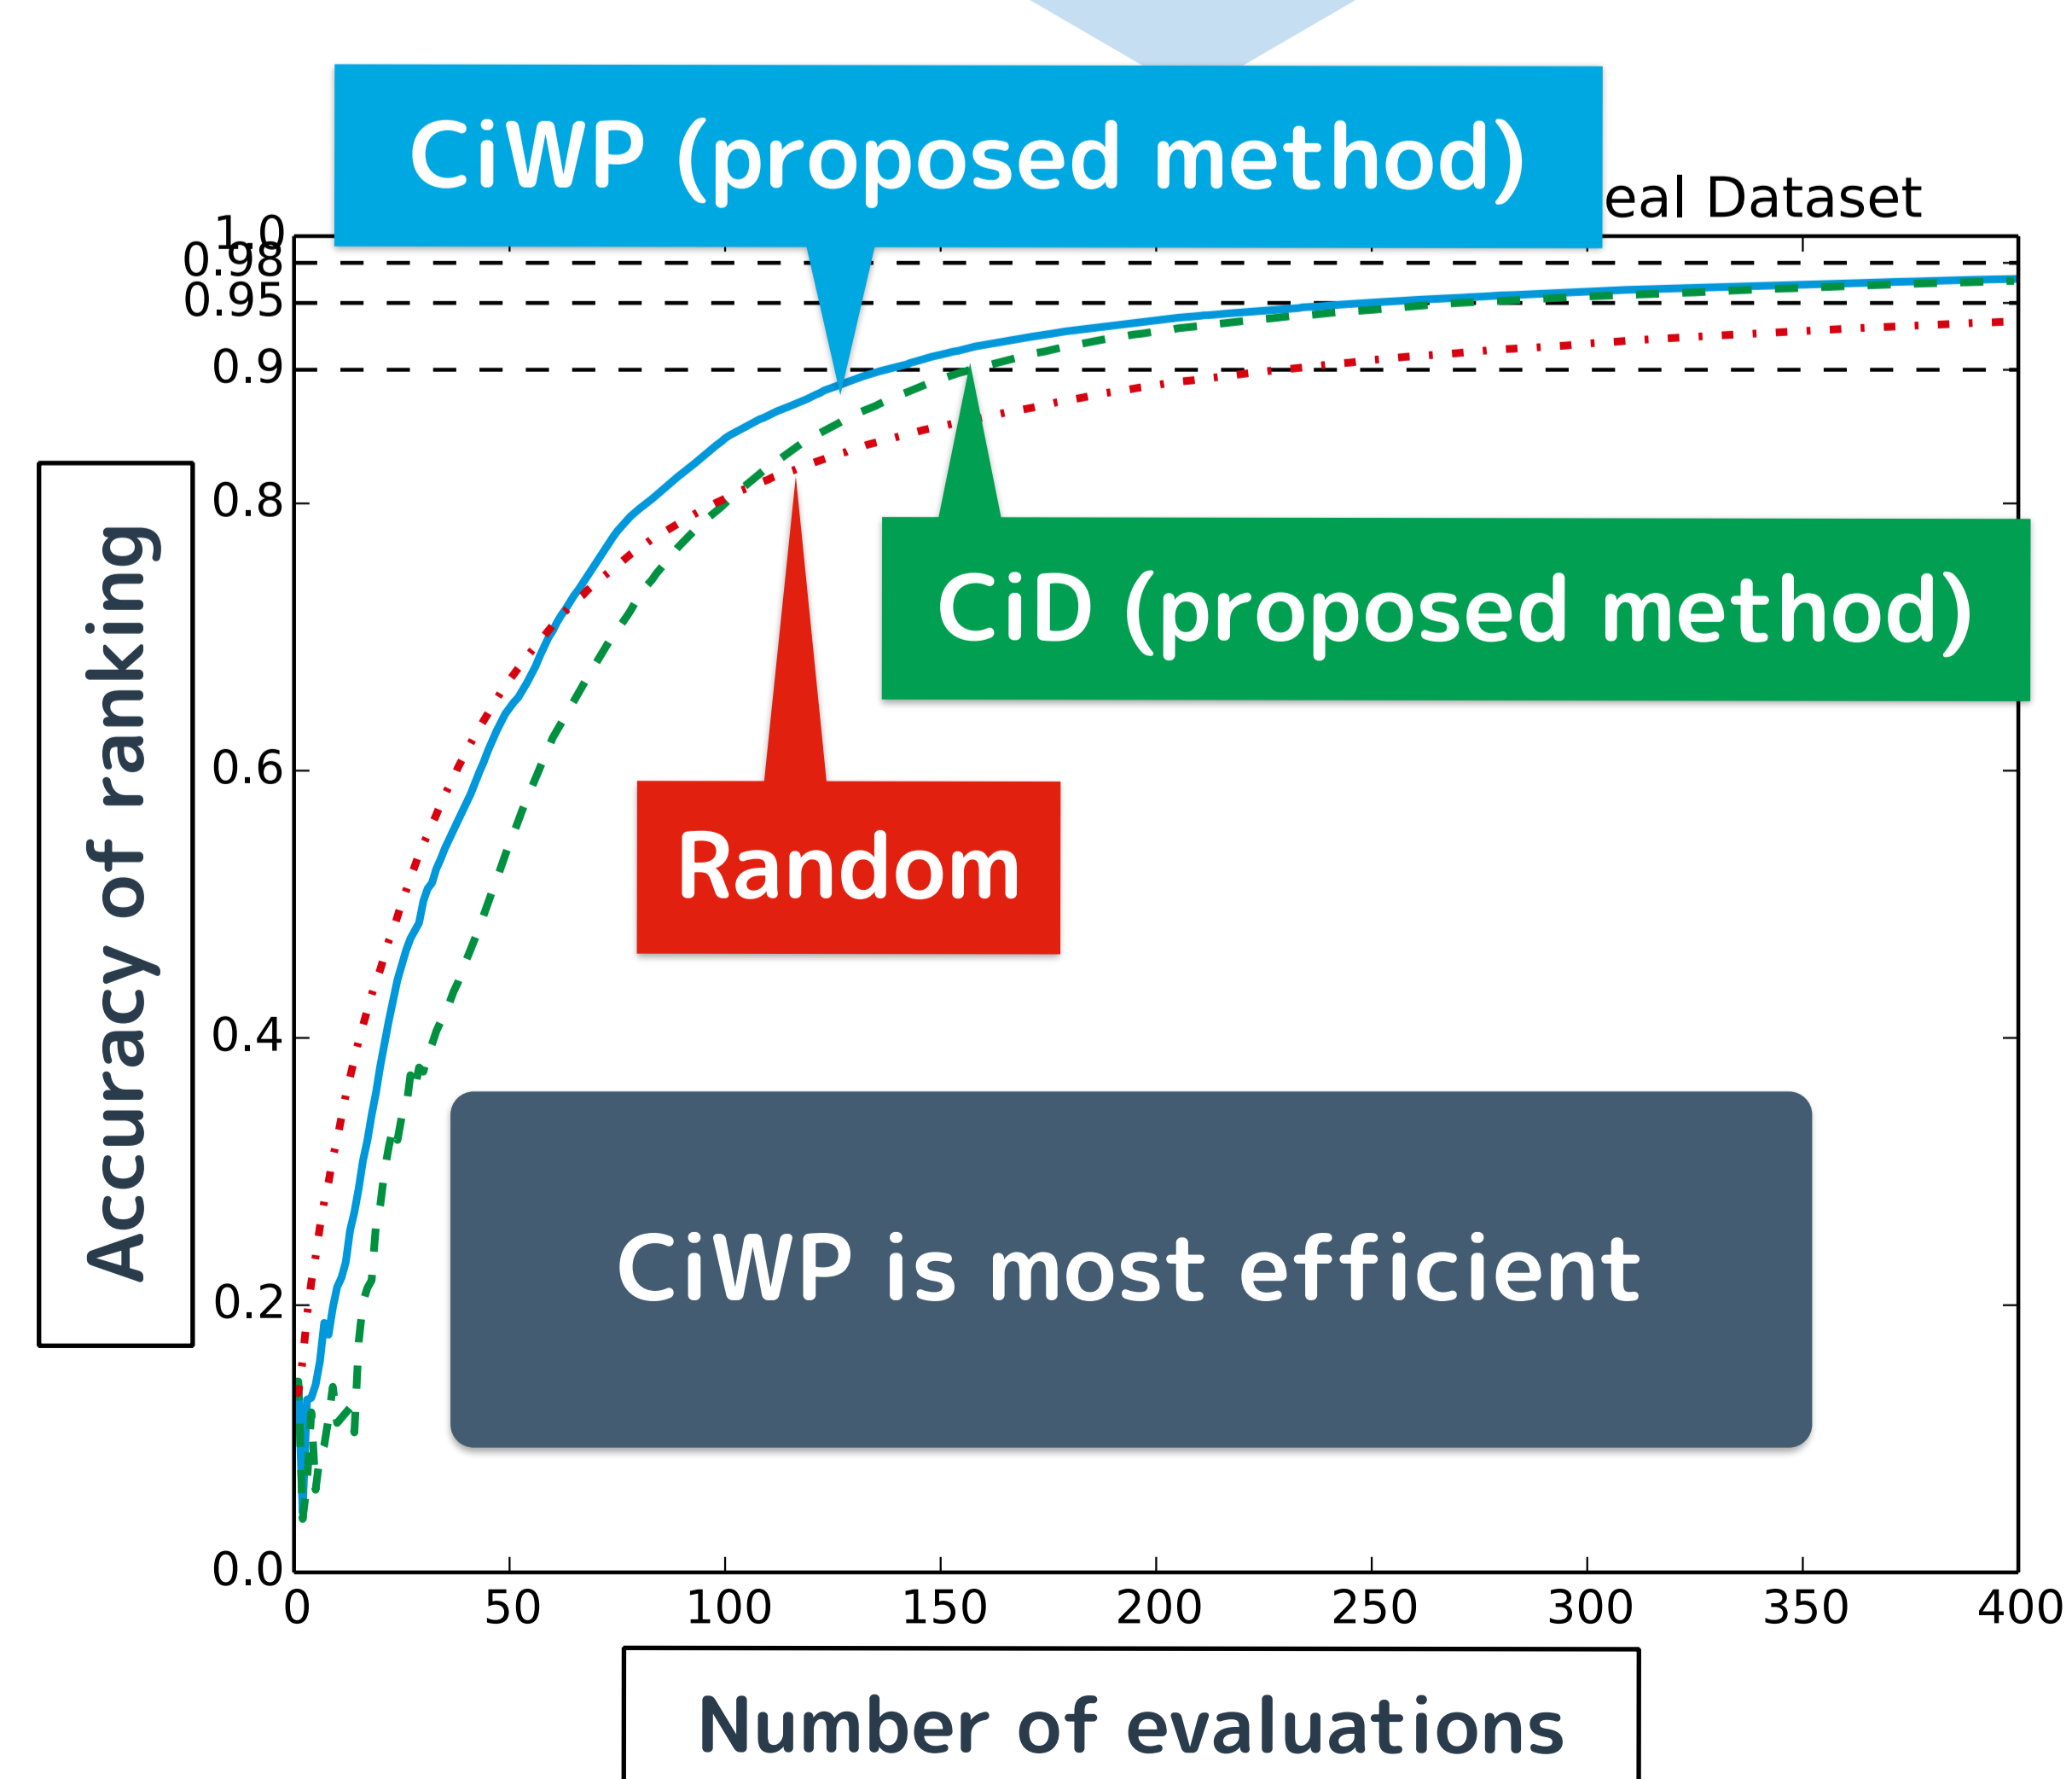 CiWP (proposed method)
eal Dataset
1.0
0.98
0.95
0.9
0.8
0.6
0.4
0.2
0.0
Accuracy of ranking
CiD (proposed method)
Random
CiWP is most efficient
0 50 100 150 200 250 300 350 400
Number of evaluations